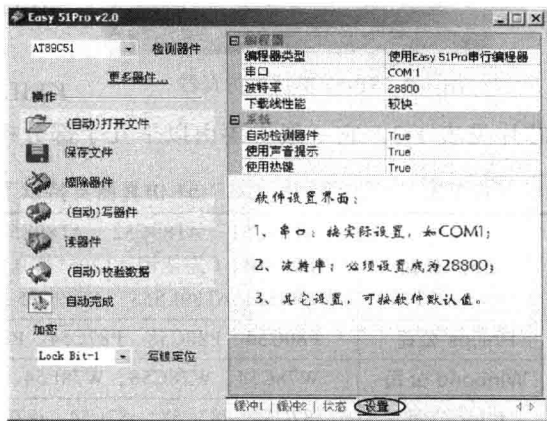 Easy 51Pro v2.0
AT89C51
检测器件
更多器件...
操作
(自动)打开文件
保存文件
擦除器件
(自动)写器件
读器件
(自动)校验数据
自动完成
加密
Lock Bit-1
写锁定位
编程器
编程器类型 使用Easy 51Pro串行编程器
串口 COM 1
波特率 28800
下载线性能 较快
系统
自动检测器件 True
使用声音提示 True
使用热键 True
软件设置界面：
1、串口：按实际设置，如COM1；
2、波特率：必须设置成为28800；
3、其它设置，可按软件默认值。
缓冲1 | 缓冲2 | 状态 设置